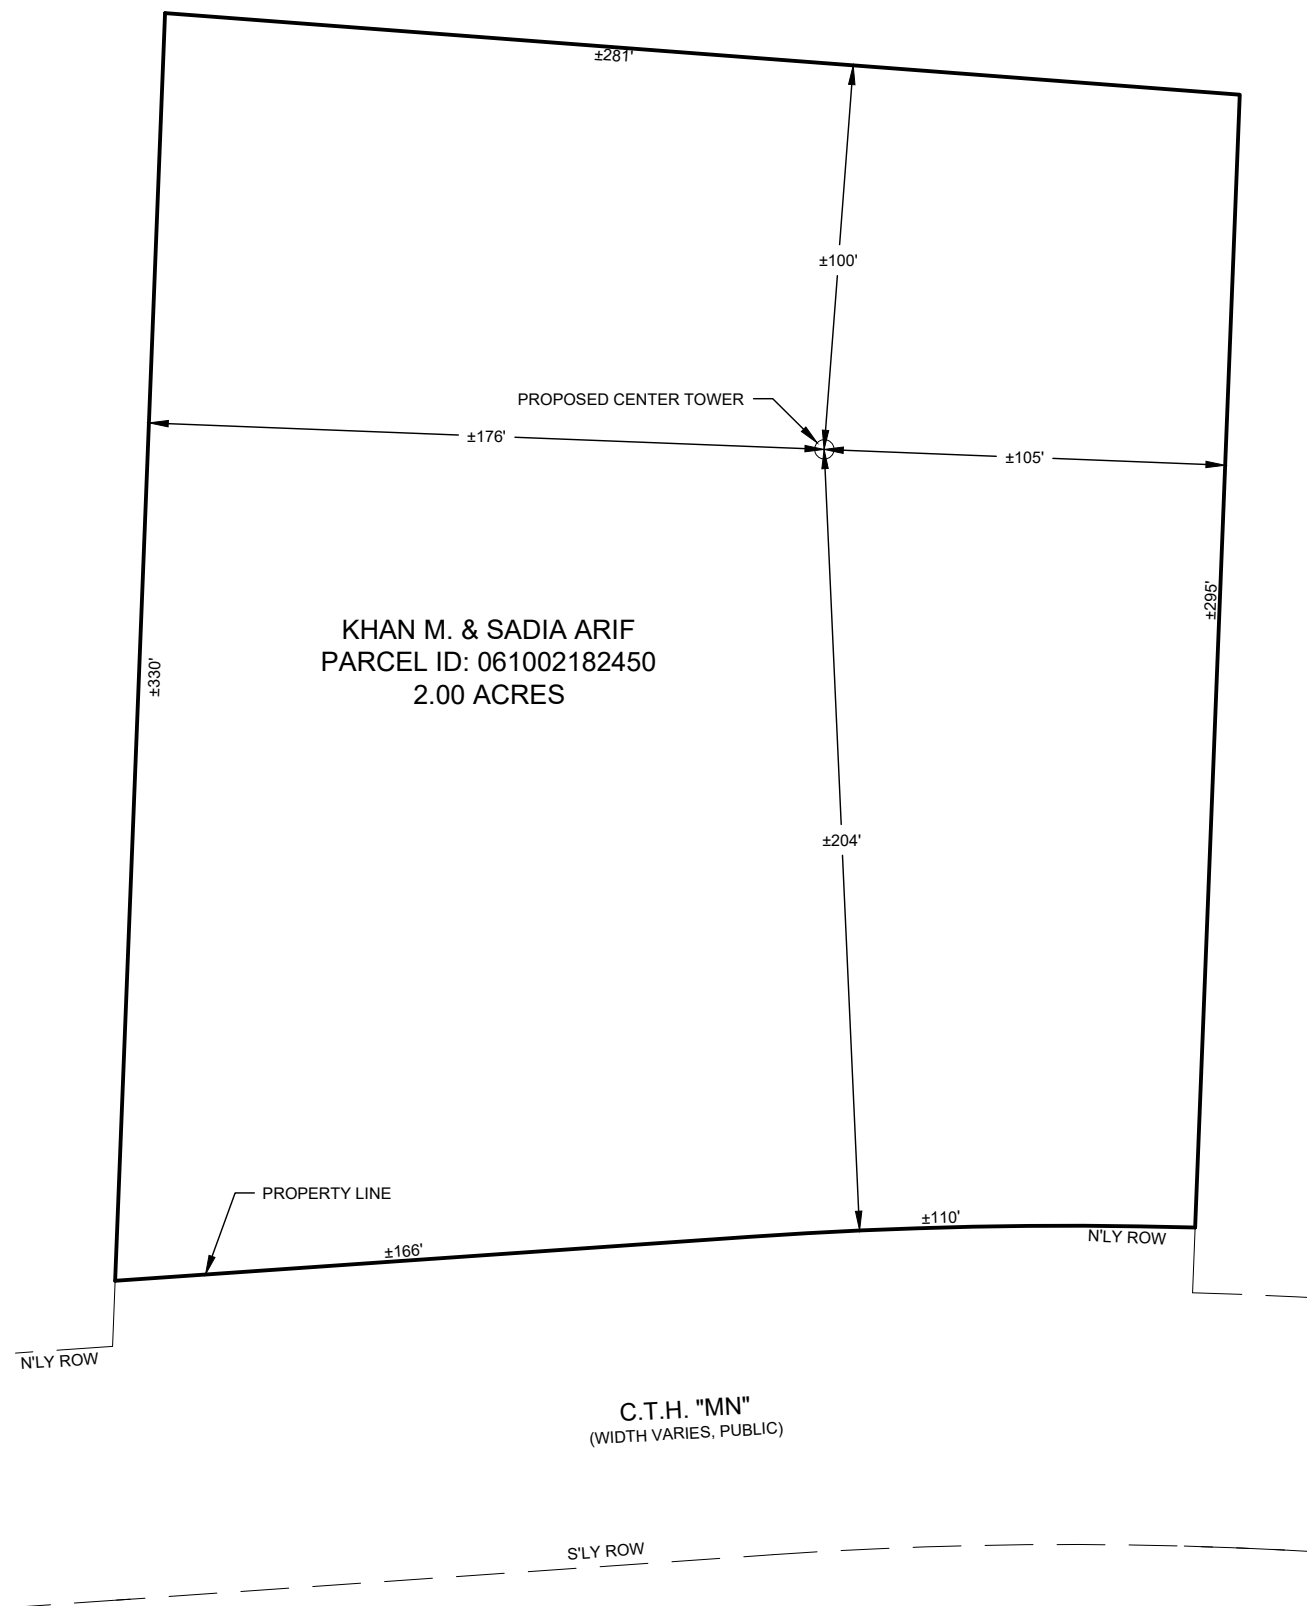 ±281'
±100'
PROPOSED CENTER TOWER
±176'
±105'
±295'
KHAN M. & SADIA ARIF
PARCEL ID: 061002182450
2.00 ACRES
±330'
±204'
PROPERTY LINE
±110'
N'LY ROW
±166'
N'LY ROW
C.T.H. "MN"
(WIDTH VARIES, PUBLIC)
S'LY ROW